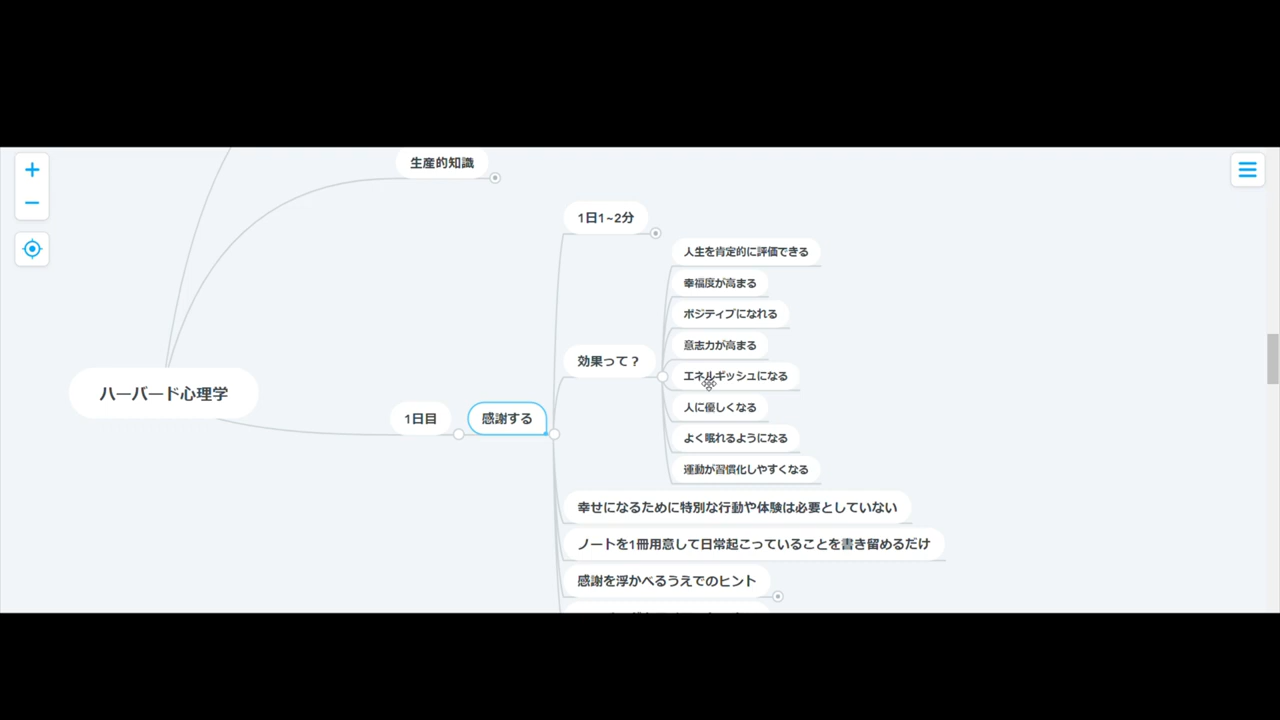 生産的知識
1日1~2分
人生を肯定的に評価できる
幸福度が高まる
ポジティブになれる
意志力が高まる
効果って？
エネルギッシュになる
ハーバード心理学
人に優しくなる
1日目
感謝する
よく眠れるようになる
運動が習慣化しやすくなる
幸せになるために特別な行動や体験は必要としていない
ノートを1冊用意して日常起こっていることを書き留めるだけ
感謝を浮かべるうえでのヒント